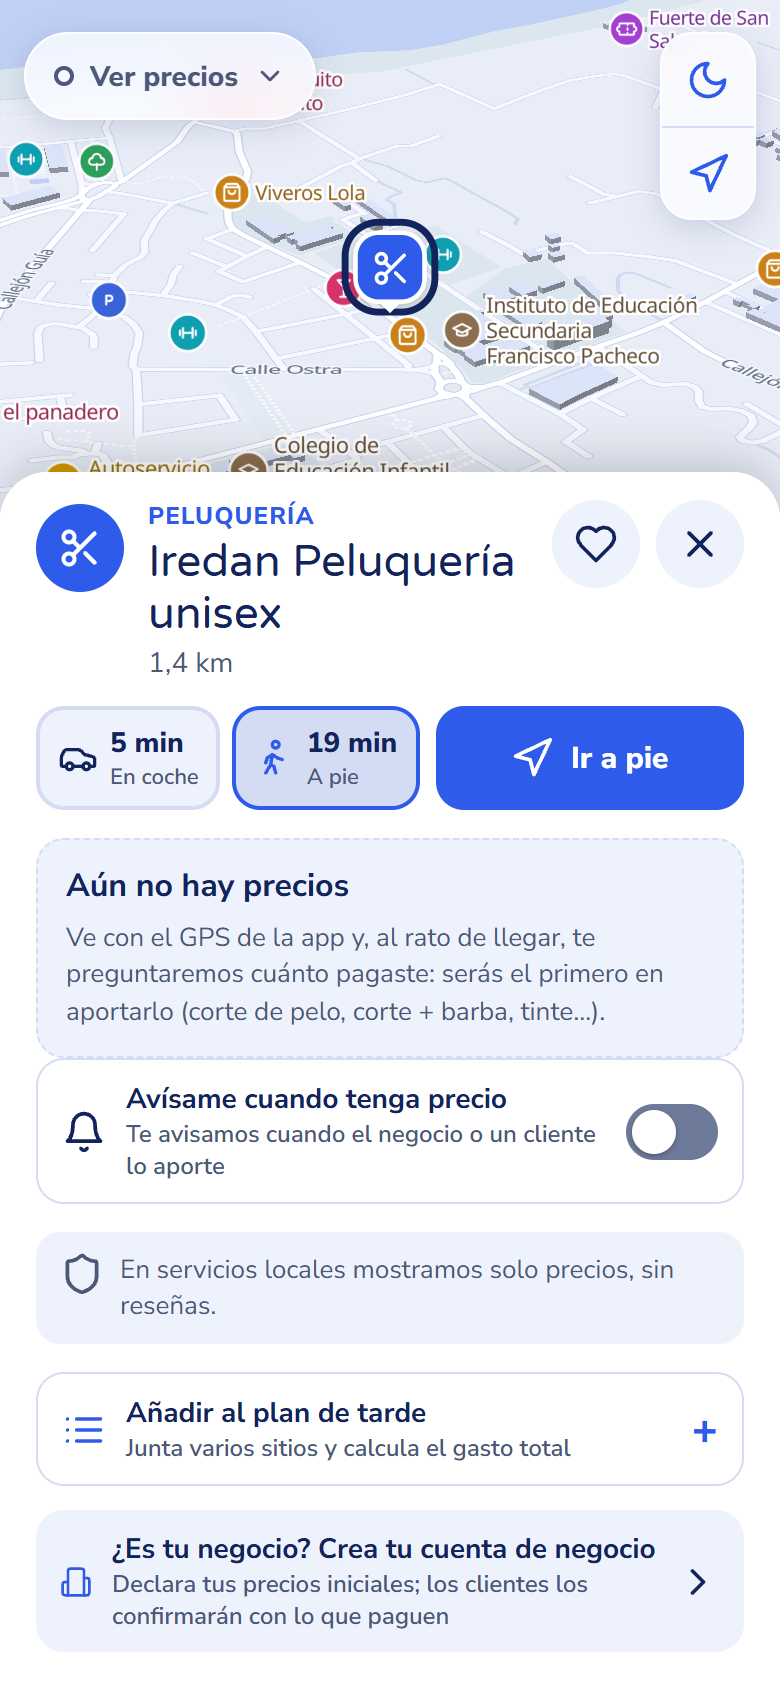 Fuerte de San
Ver precios
Viveros Lola
Callejón Guía
P
Instituto de Educación
Secundaria
Francisco Pacheco
Calle Ostra
el panadero
Autoservicio
Colegio de
Educación Infantil
PELUQUERÍA
Iredan Peluquería
unisex
1,4 km
5 min
En coche
19 min
A pie
Ir a pie
Aún no hay precios
Ve con el GPS de la app y, al rato de llegar, te
preguntaremos cuánto pagaste: serás el primero en
aportarlo (corte de pelo, corte + barba, tinte...).
Avísame cuando tenga precio
Te avisamos cuando el negocio o un cliente
lo aporte
En servicios locales mostramos solo precios, sin
reseñas.
Añadir al plan de tarde
Junta varios sitios y calcula el gasto total
+
¿Es tu negocio? Crea tu cuenta de negocio
Declara tus precios iniciales; los clientes los
confirmarán con lo que paguen